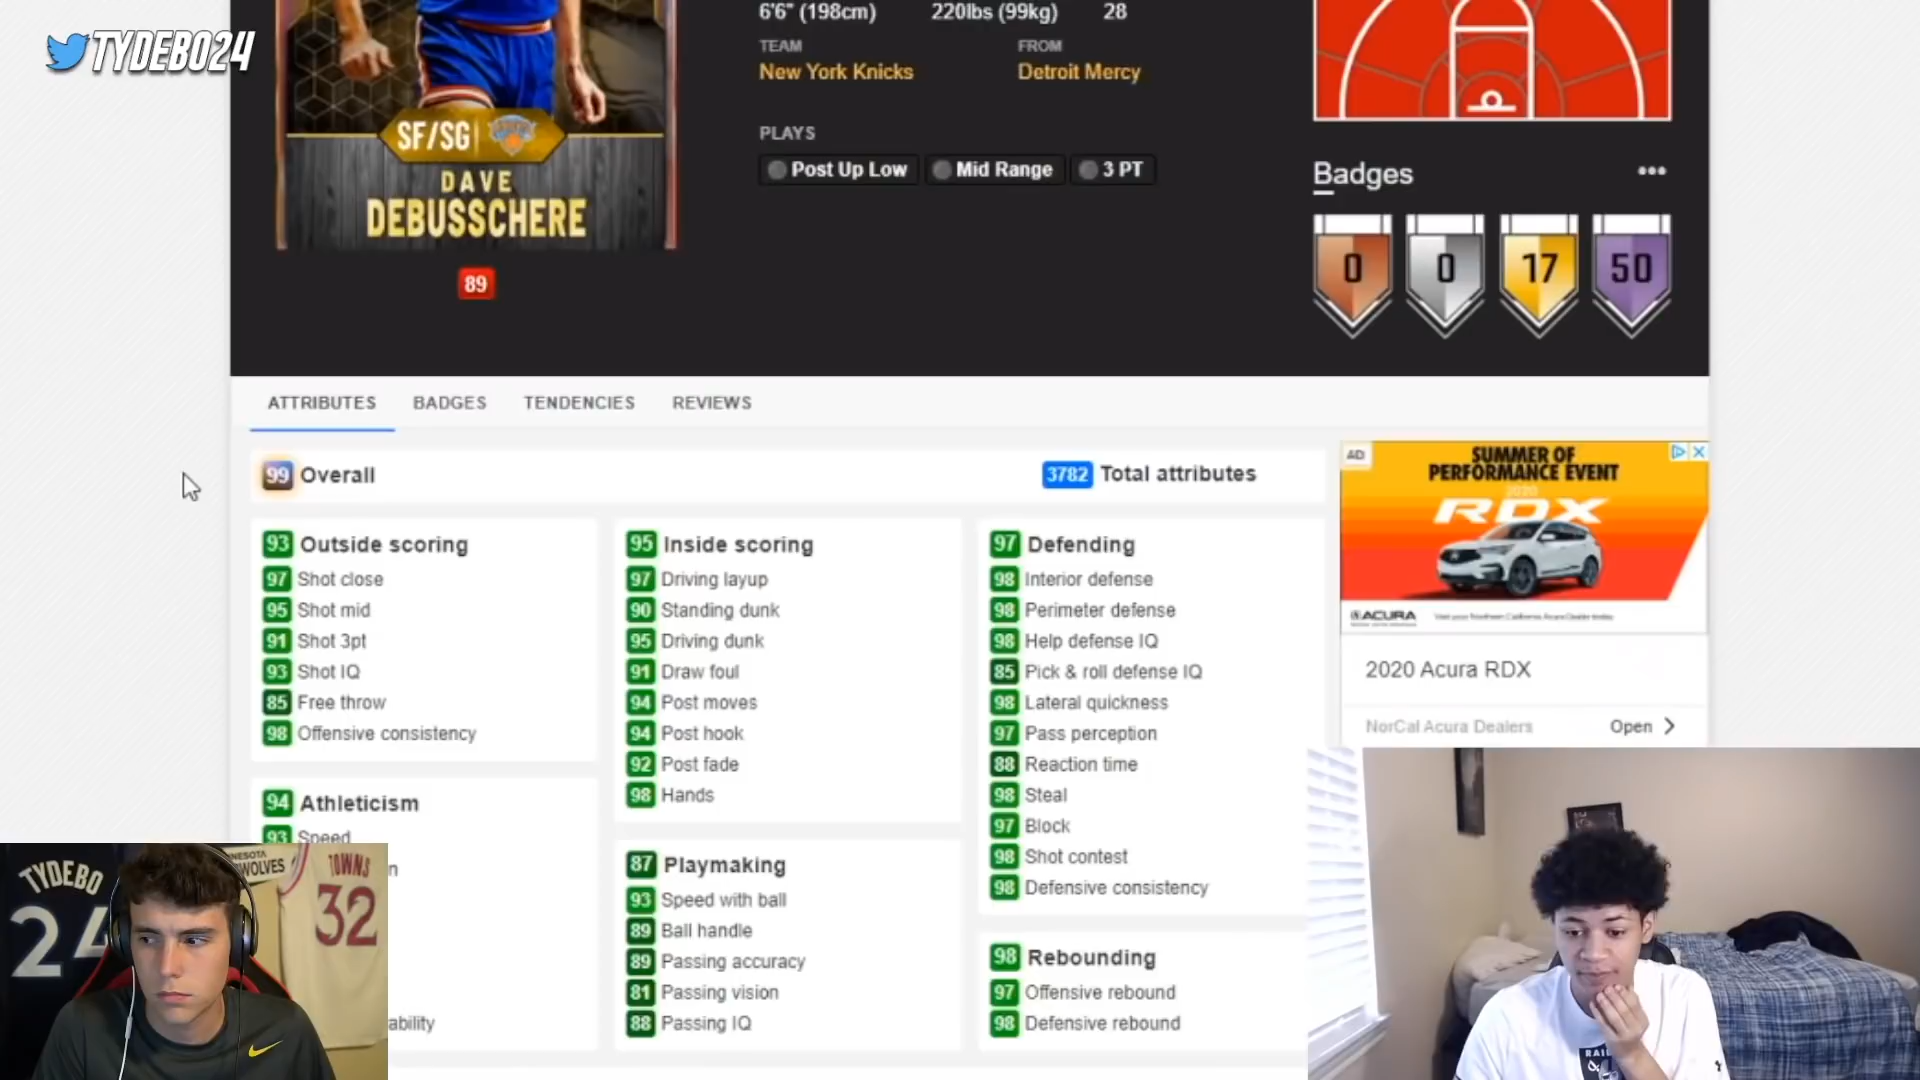 TYDEBO24
6'6" (198cm) 220lbs (99kg) 28
TEAM FROM
New York Knicks Detroit Mercy
PLAYS
Post Up Low Mid Range 3 PT
SF/SG
DAVE
DEBUSSCHERE
89
Badges
0 0 17 50
ATTRIBUTES BADGES TENDENCIES REVIEWS
99 Overall
3782 Total attributes
93 Outside scoring
97 Shot close
95 Shot mid
91 Shot 3pt
93 Shot IQ
85 Free throw
98 Offensive consistency
94 Athleticism
93 Speed
n
ability
95 Inside scoring
97 Driving layup
90 Standing dunk
95 Driving dunk
91 Draw foul
94 Post moves
94 Post hook
92 Post fade
98 Hands
87 Playmaking
93 Speed with ball
89 Ball handle
89 Passing accuracy
81 Passing vision
88 Passing IQ
97 Defending
98 Interior defense
98 Perimeter defense
98 Help defense IQ
85 Pick & roll defense IQ
98 Lateral quickness
97 Pass perception
88 Reaction time
98 Steal
97 Block
98 Shot contest
98 Defensive consistency
98 Rebounding
97 Offensive rebound
98 Defensive rebound
AD
SUMMER OF
PERFORMANCE EVENT
2020
RDX
ACURA
2020 Acura RDX
NorCal Acura Dealers Open
TYDEBO
24
NESOTA
WOLVES
TOWNS
32
RAI